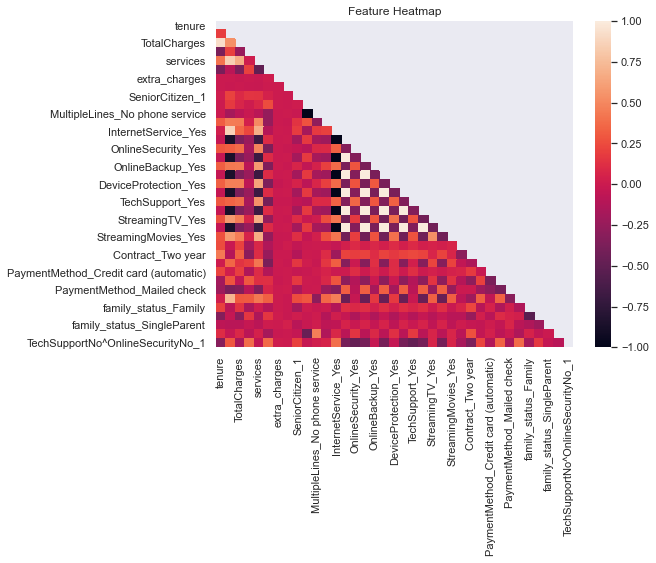 Feature Heatmap
tenure
TotalCharges
services
extra_charges
SeniorCitizen_1
MultipleLines_No phone service
InternetService_Yes
OnlineSecurity_Yes
OnlineBackup_Yes
DeviceProtection_Yes
TechSupport_Yes
StreamingTV_Yes
StreamingMovies_Yes
Contract_Two year
PaymentMethod_Credit card (automatic)
PaymentMethod_Mailed check
family_status_Family
family_status_SingleParent
TechSupportNo^OnlineSecurityNo_1
tenure
TotalCharges
services
extra_charges
SeniorCitizen_1
MultipleLines_No phone service
InternetService_Yes
OnlineSecurity_Yes
OnlineBackup_Yes
DeviceProtection_Yes
TechSupport_Yes
StreamingTV_Yes
StreamingMovies_Yes
Contract_Two year
PaymentMethod_Credit card (automatic)
PaymentMethod_Mailed check
family_status_Family
family_status_SingleParent
TechSupportNo^OnlineSecurityNo_1
1.00
0.75
0.50
0.25
0.00
−0.25
−0.50
−0.75
−1.00